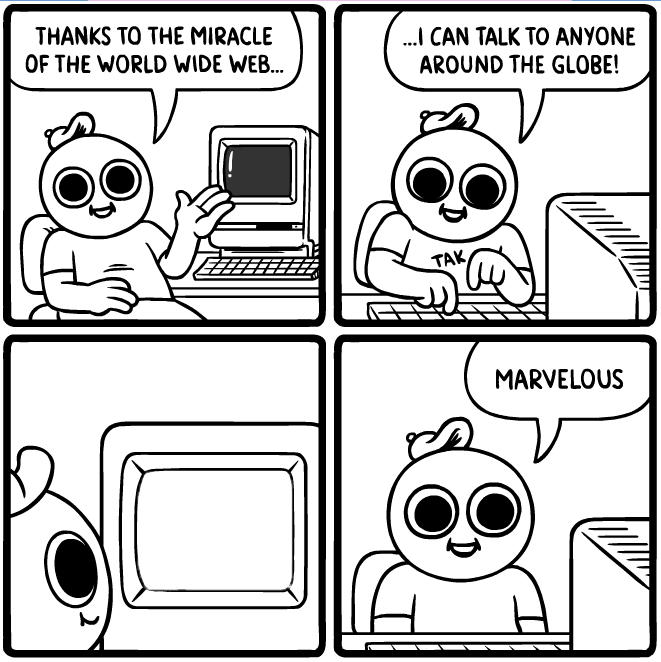 THANKS TO THE MIRACLE
OF THE WORLD WIDE WEB...
...I CAN TALK TO ANYONE
AROUND THE GLOBE!
TAK
MARVELOUS